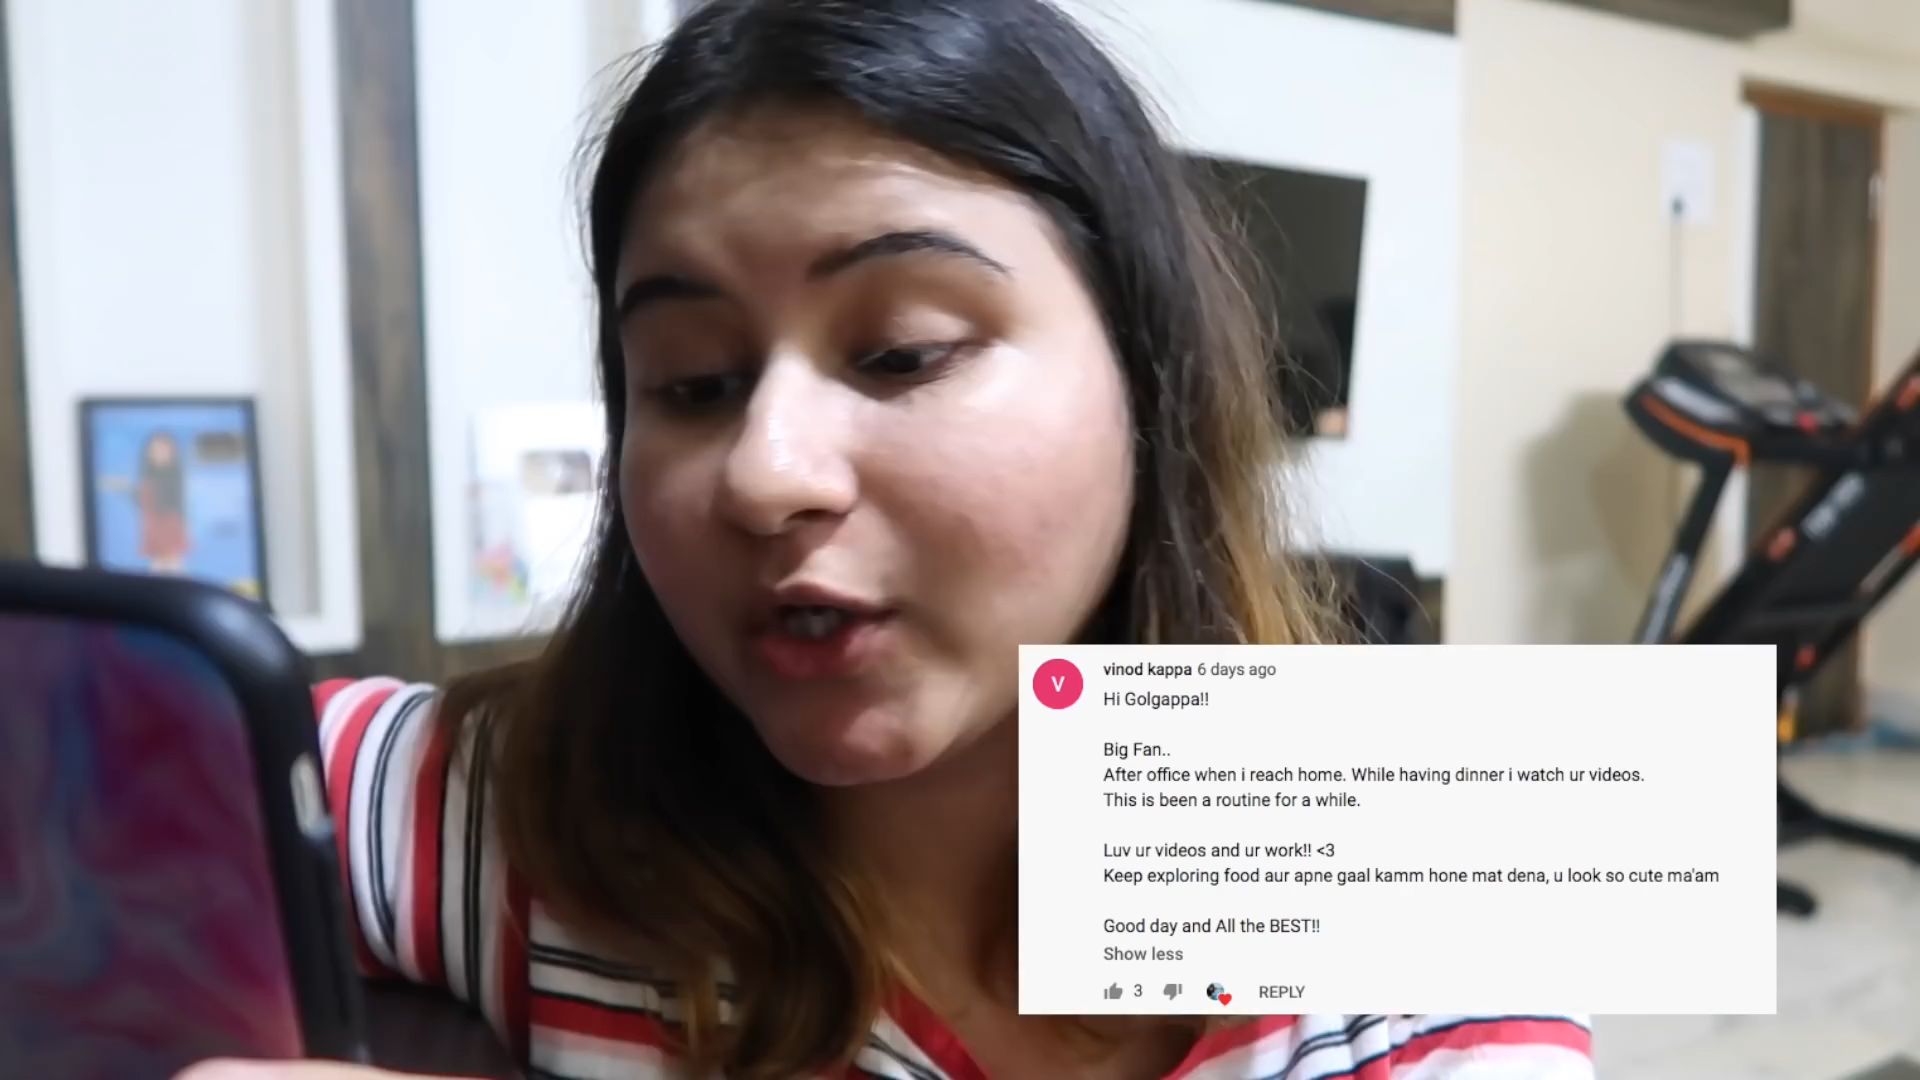 V
vinod kappa 6 days ago
Hi Golgappa!!
Big Fan..
After office when i reach home. While having dinner i watch ur videos.
This is been a routine for a while.
Luv ur videos and ur work!! <3
Keep exploring food aur apne gaal kamm hone mat dena, u look so cute ma'am
Good day and All the BEST!!
Show less
3
REPLY